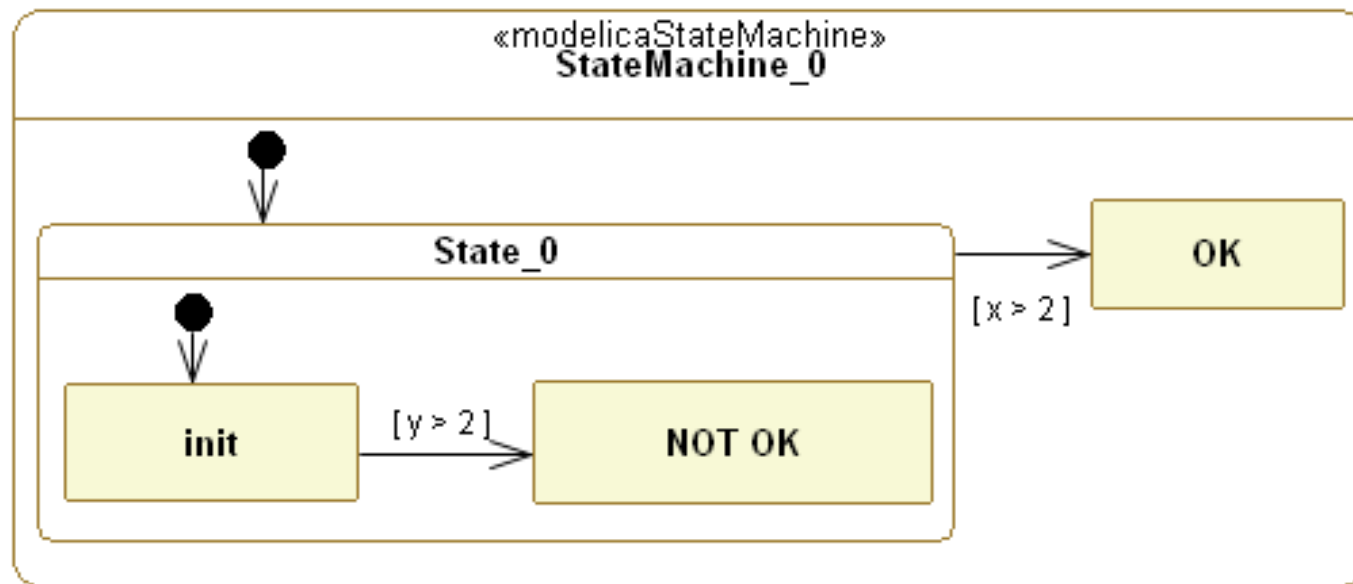 «modelicaStateMachine»
StateMachine_0
State_0
OK
[ x > 2 ]
init
[ y > 2 ]
NOT OK